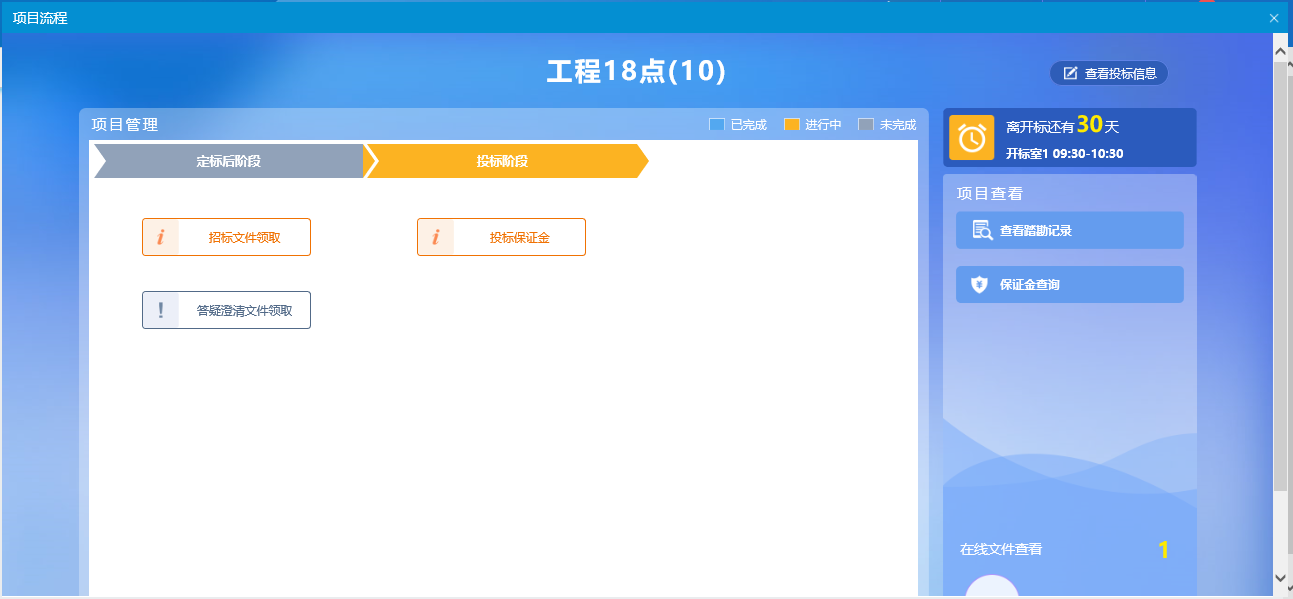 项目流程
工程18点(10)
查看投标信息
项目管理
已完成
进行中
未完成
定标后阶段
投标阶段
招标文件领取
投标保证金
答疑澄清文件领取
离开标还有30天
开标室1 09:30-10:30
项目查看
查看踏勘记录
保证金查询
在线文件查看
1